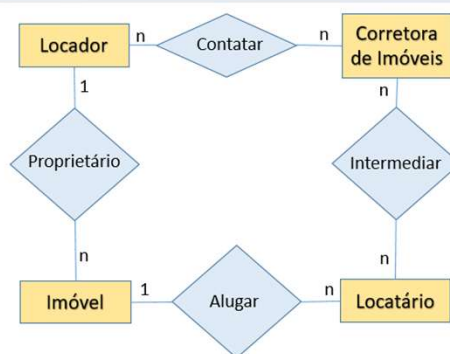 Locador
n
Contatar
n
Corretora
de Imóveis
1
n
Proprietário
Intermediar
n
n
Imóvel
1
Alugar
n
Locatário